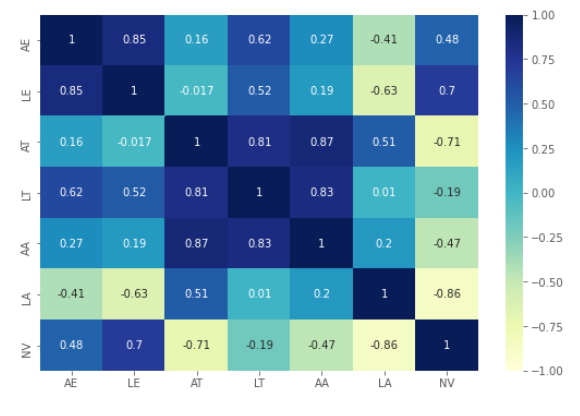 AE 1 0.85 0.16 0.62 0.27 -0.41 0.48
LE 0.85 1 -0.017 0.52 0.19 -0.63 0.7
AT 0.16 -0.017 1 0.81 0.87 0.51 -0.71
LT 0.62 0.52 0.81 1 0.83 0.01 -0.19
AA 0.27 0.19 0.87 0.83 1 0.2 -0.47
LA -0.41 -0.63 0.51 0.01 0.2 1 -0.86
NV 0.48 0.7 -0.71 -0.19 -0.47 -0.86 1
AE LE AT LT AA LA NV
1.00
0.75
0.50
0.25
0.00
−0.25
−0.50
−0.75
−1.00